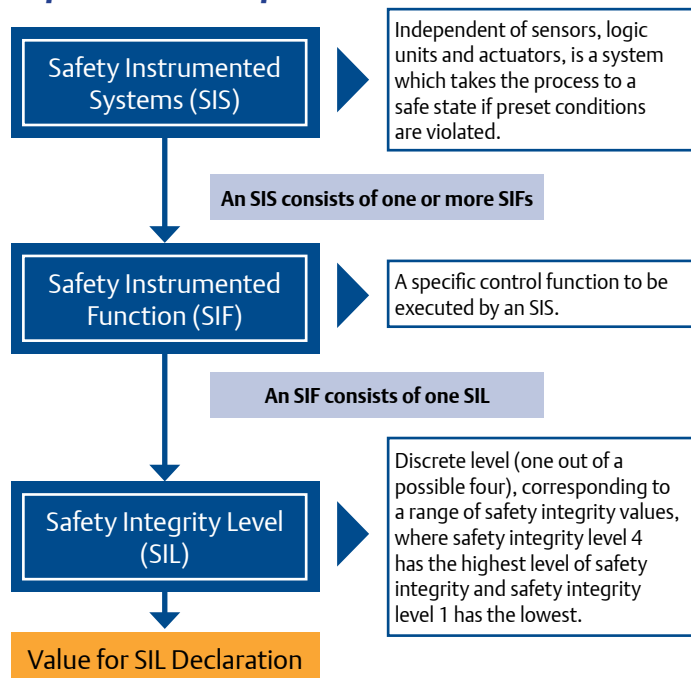 Safety Instrumented
Systems (SIS)
Independent of sensors, logic
units and actuators, is a system
which takes the process to a
safe state if preset conditions
are violated.
An SIS consists of one or more SIFs
Safety Instrumented
Function (SIF)
A specific control function to be
executed by an SIS.
An SIF consists of one SIL
Safety Integrity Level
(SIL)
Discrete level (one out of a
possible four), corresponding to
a range of safety integrity values,
where safety integrity level 4
has the highest level of safety
integrity and safety integrity
level 1 has the lowest.
Value for SIL Declaration